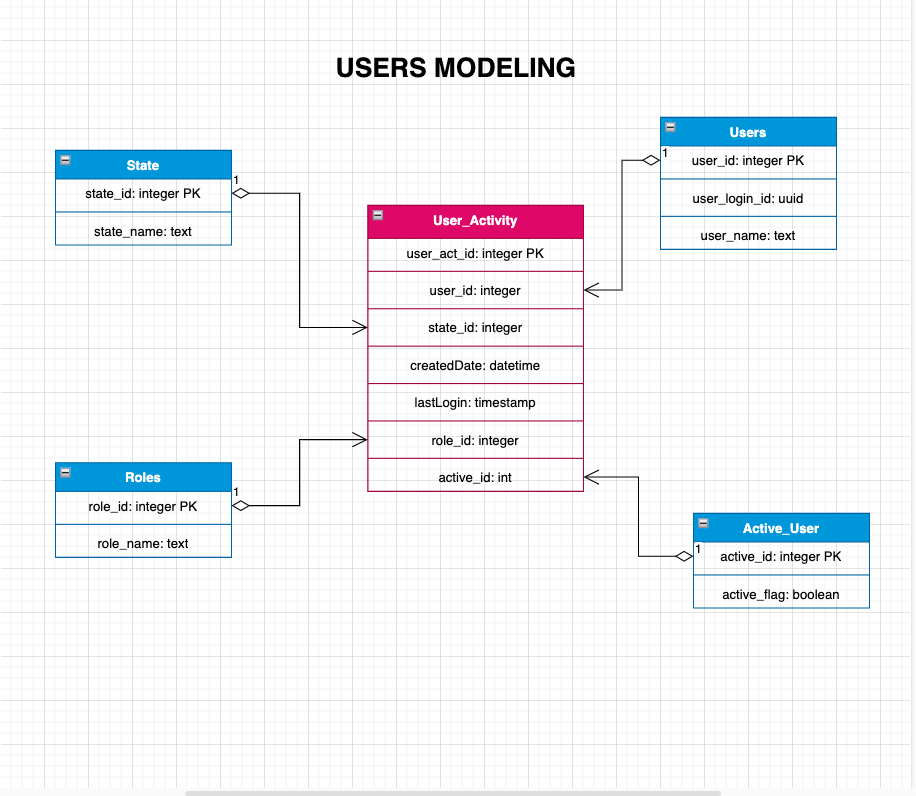 USERS MODELING
Users
1
user_id: integer PK
user_login_id: uuid
user_name: text
State
1
state_id: integer PK
state_name: text
User_Activity
user_act_id: integer PK
user_id: integer
state_id: integer
createdDate: datetime
lastLogin: timestamp
role_id: integer
active_id: int
Roles
1
role_id: integer PK
role_name: text
Active_User
1
active_id: integer PK
active_flag: boolean